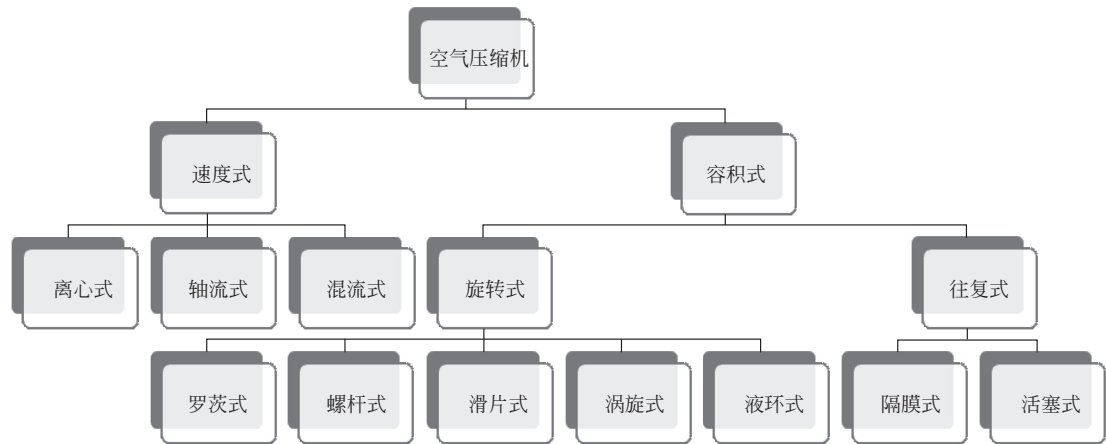 空气压缩机
速度式
容积式
离心式
轴流式
混流式
旋转式
往复式
罗茨式
螺杆式
滑片式
涡旋式
液环式
隔膜式
活塞式